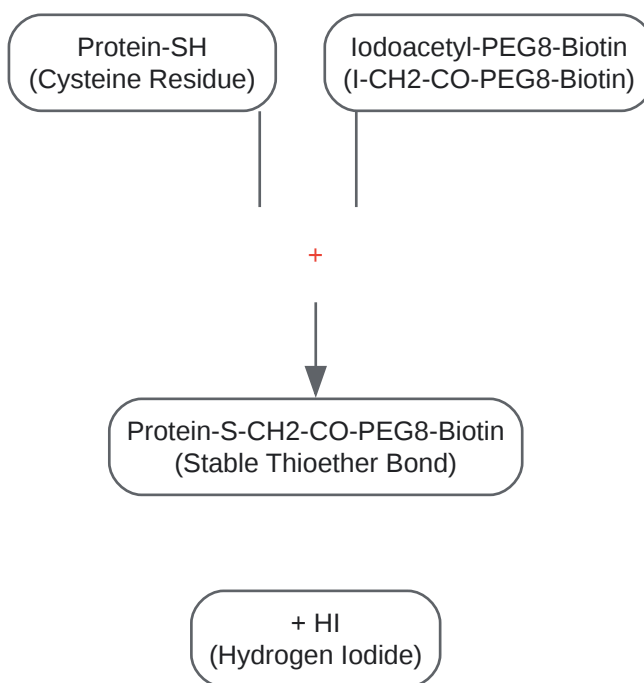 Protein-SH
(Cysteine Residue)
Iodoacetyl-PEG8-Biotin
(I-CH2-CO-PEG8-Biotin)
+
Protein-S-CH2-CO-PEG8-Biotin
(Stable Thioether Bond)
+ HI
(Hydrogen Iodide)